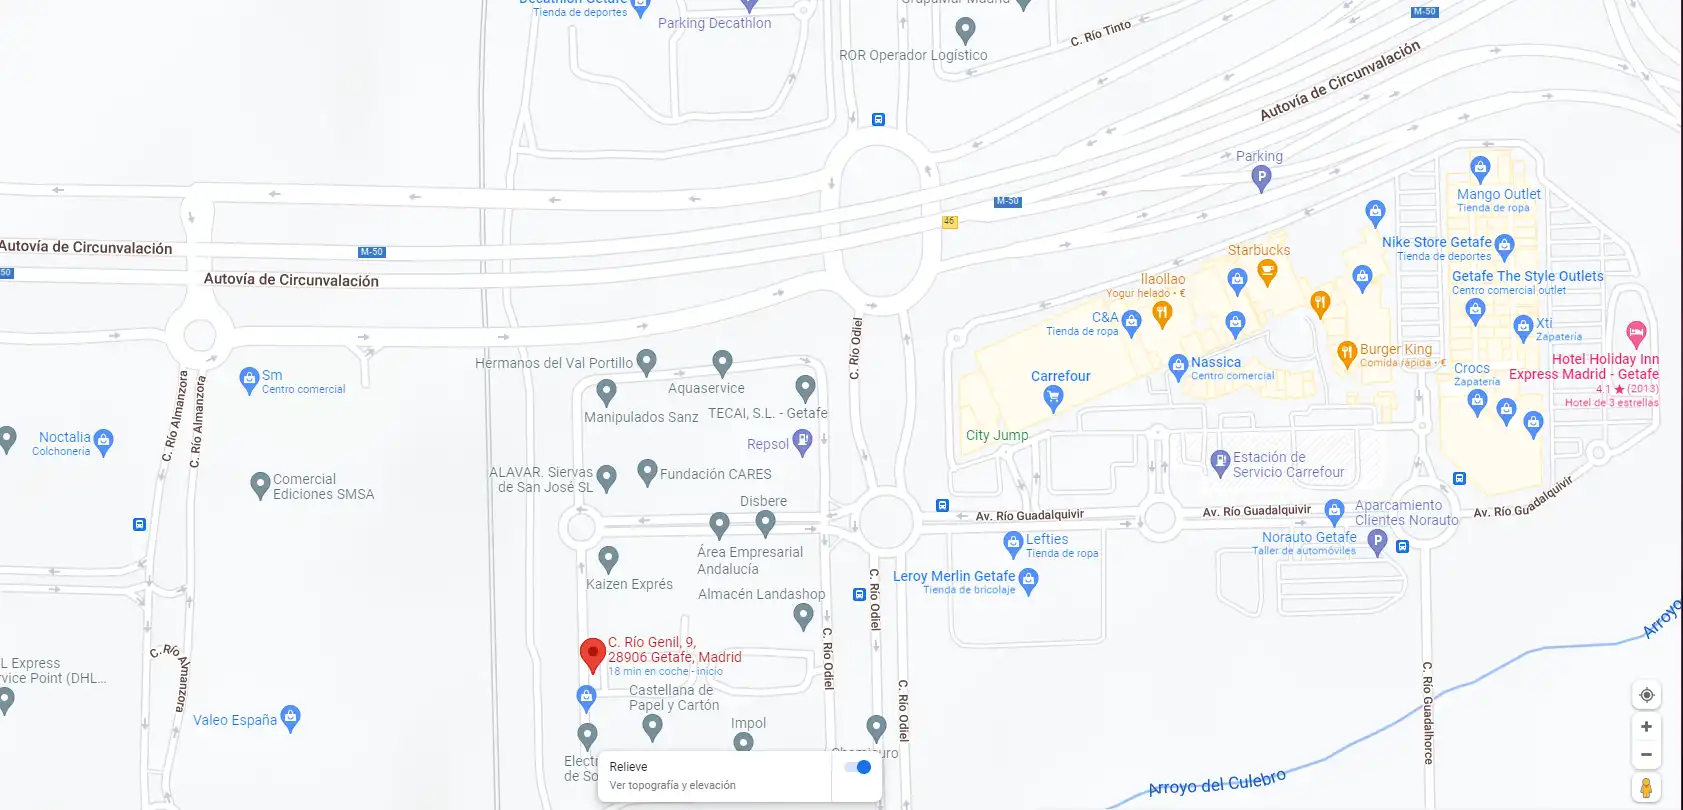 Decathlon Getafe
Tienda de deportes
Parking Decathlon
GrupaMar Madrid
ROR Operador Logístico
C. Río Tinto
M-50
Autovía de Circunvalación
Parking
Mango Outlet
Tienda de ropa
M-50
46
Autovía de Circunvalación
M-50
50
Autovía de Circunvalación
Starbucks
Nike Store Getafe
Tienda de deportes
llaollao
Yogur helado • €
Getafe The Style Outlets
Centro comercial outlet
C&A
Tienda de ropa
Xti
Zapatería
C. Río Odiel
Hermanos del Val Portillo
Aquaservice
Nassica
Centro comercial
Burger King
Comida rápida • €
Hotel Holiday Inn
Express Madrid - Getafe
4.1 ★ (2013)
Hotel de 3 estrellas
Crocs
Zapatería
Sm
Centro comercial
Carrefour
C. Río Almanzora
C. Río Almanzora
Manipulados Sanz
TECAI, S.L. - Getafe
Noctalia
Colchonería
Repsol
City Jump
Estación de
Servicio Carrefour
ALAVAR. Siervas
de San José SL
Fundación CARES
Comercial
Ediciones SMSA
Disbere
Av. Río Guadalquivir
Av. Río Guadalquivir
Aparcamiento
Clientes Norauto
Av. Río Guadalquivir
Lefties
Tienda de ropa
Norauto Getafe
Taller de automóviles
Área Empresarial
Andalucía
Kaizen Exprés
Leroy Merlin Getafe
Tienda de bricolaje
Almacén Landashop
C. Río Odiel
C. Río Odiel
C. Río Odiel
Arroyo
C. Río Genil, 9,
28906 Getafe, Madrid
18 min en coche - inicio
C. Río Almanzora
L Express
rvice Point (DHL...
Castellana de
Papel y Cartón
Valeo España
Impol
C. Río Guadalhorce
Electr
de So
Relieve
Ver topografía y elevación
Arroyo del Culebro